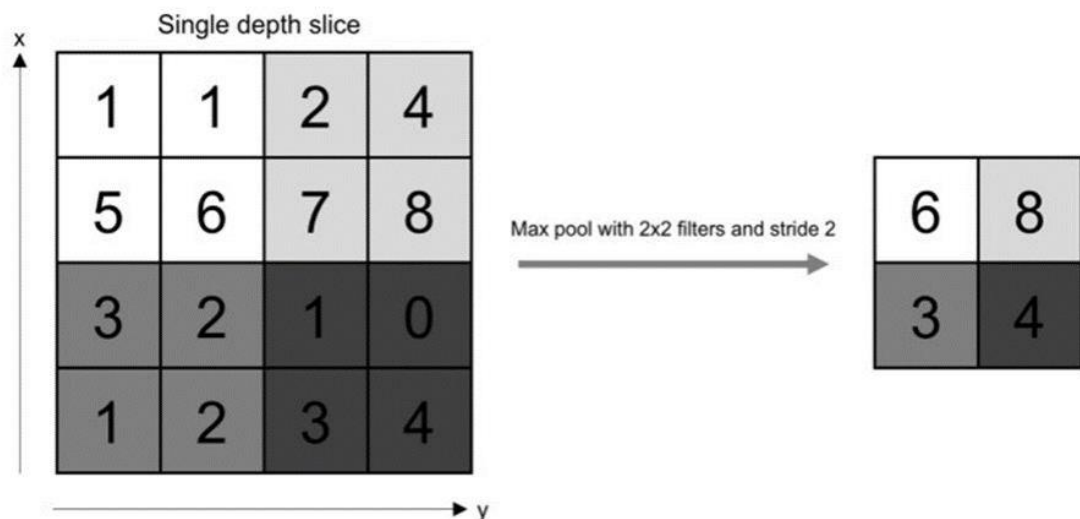 Single depth slice
x
1 1 2 4
5 6 7 8
3 2 1 0
1 2 3 4
y
Max pool with 2x2 filters and stride 2
6 8
3 4